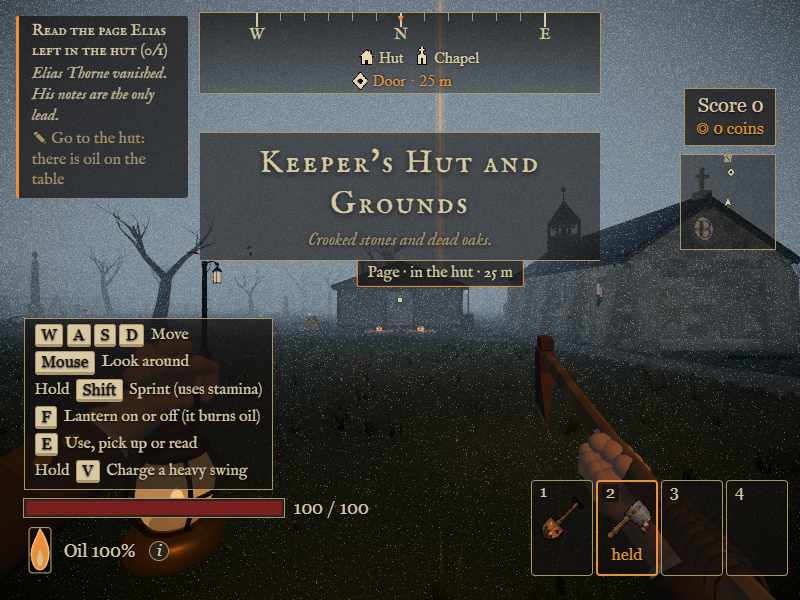 Read the page Elias
left in the hut (0/1)
Elias Thorne vanished.
His notes are the only
lead.
Go to the hut:
there is oil on the
table
W N E
Hut Chapel
Door · 25 m
Score 0
0 coins
N
Keeper's Hut and
Grounds
Crooked stones and dead oaks.
Page · in the hut · 25 m
W A S D Move
Mouse Look around
Hold Shift Sprint (uses stamina)
F Lantern on or off (it burns oil)
E Use, pick up or read
Hold V Charge a heavy swing
100 / 100
Oil 100% i
1 2 3 4
held